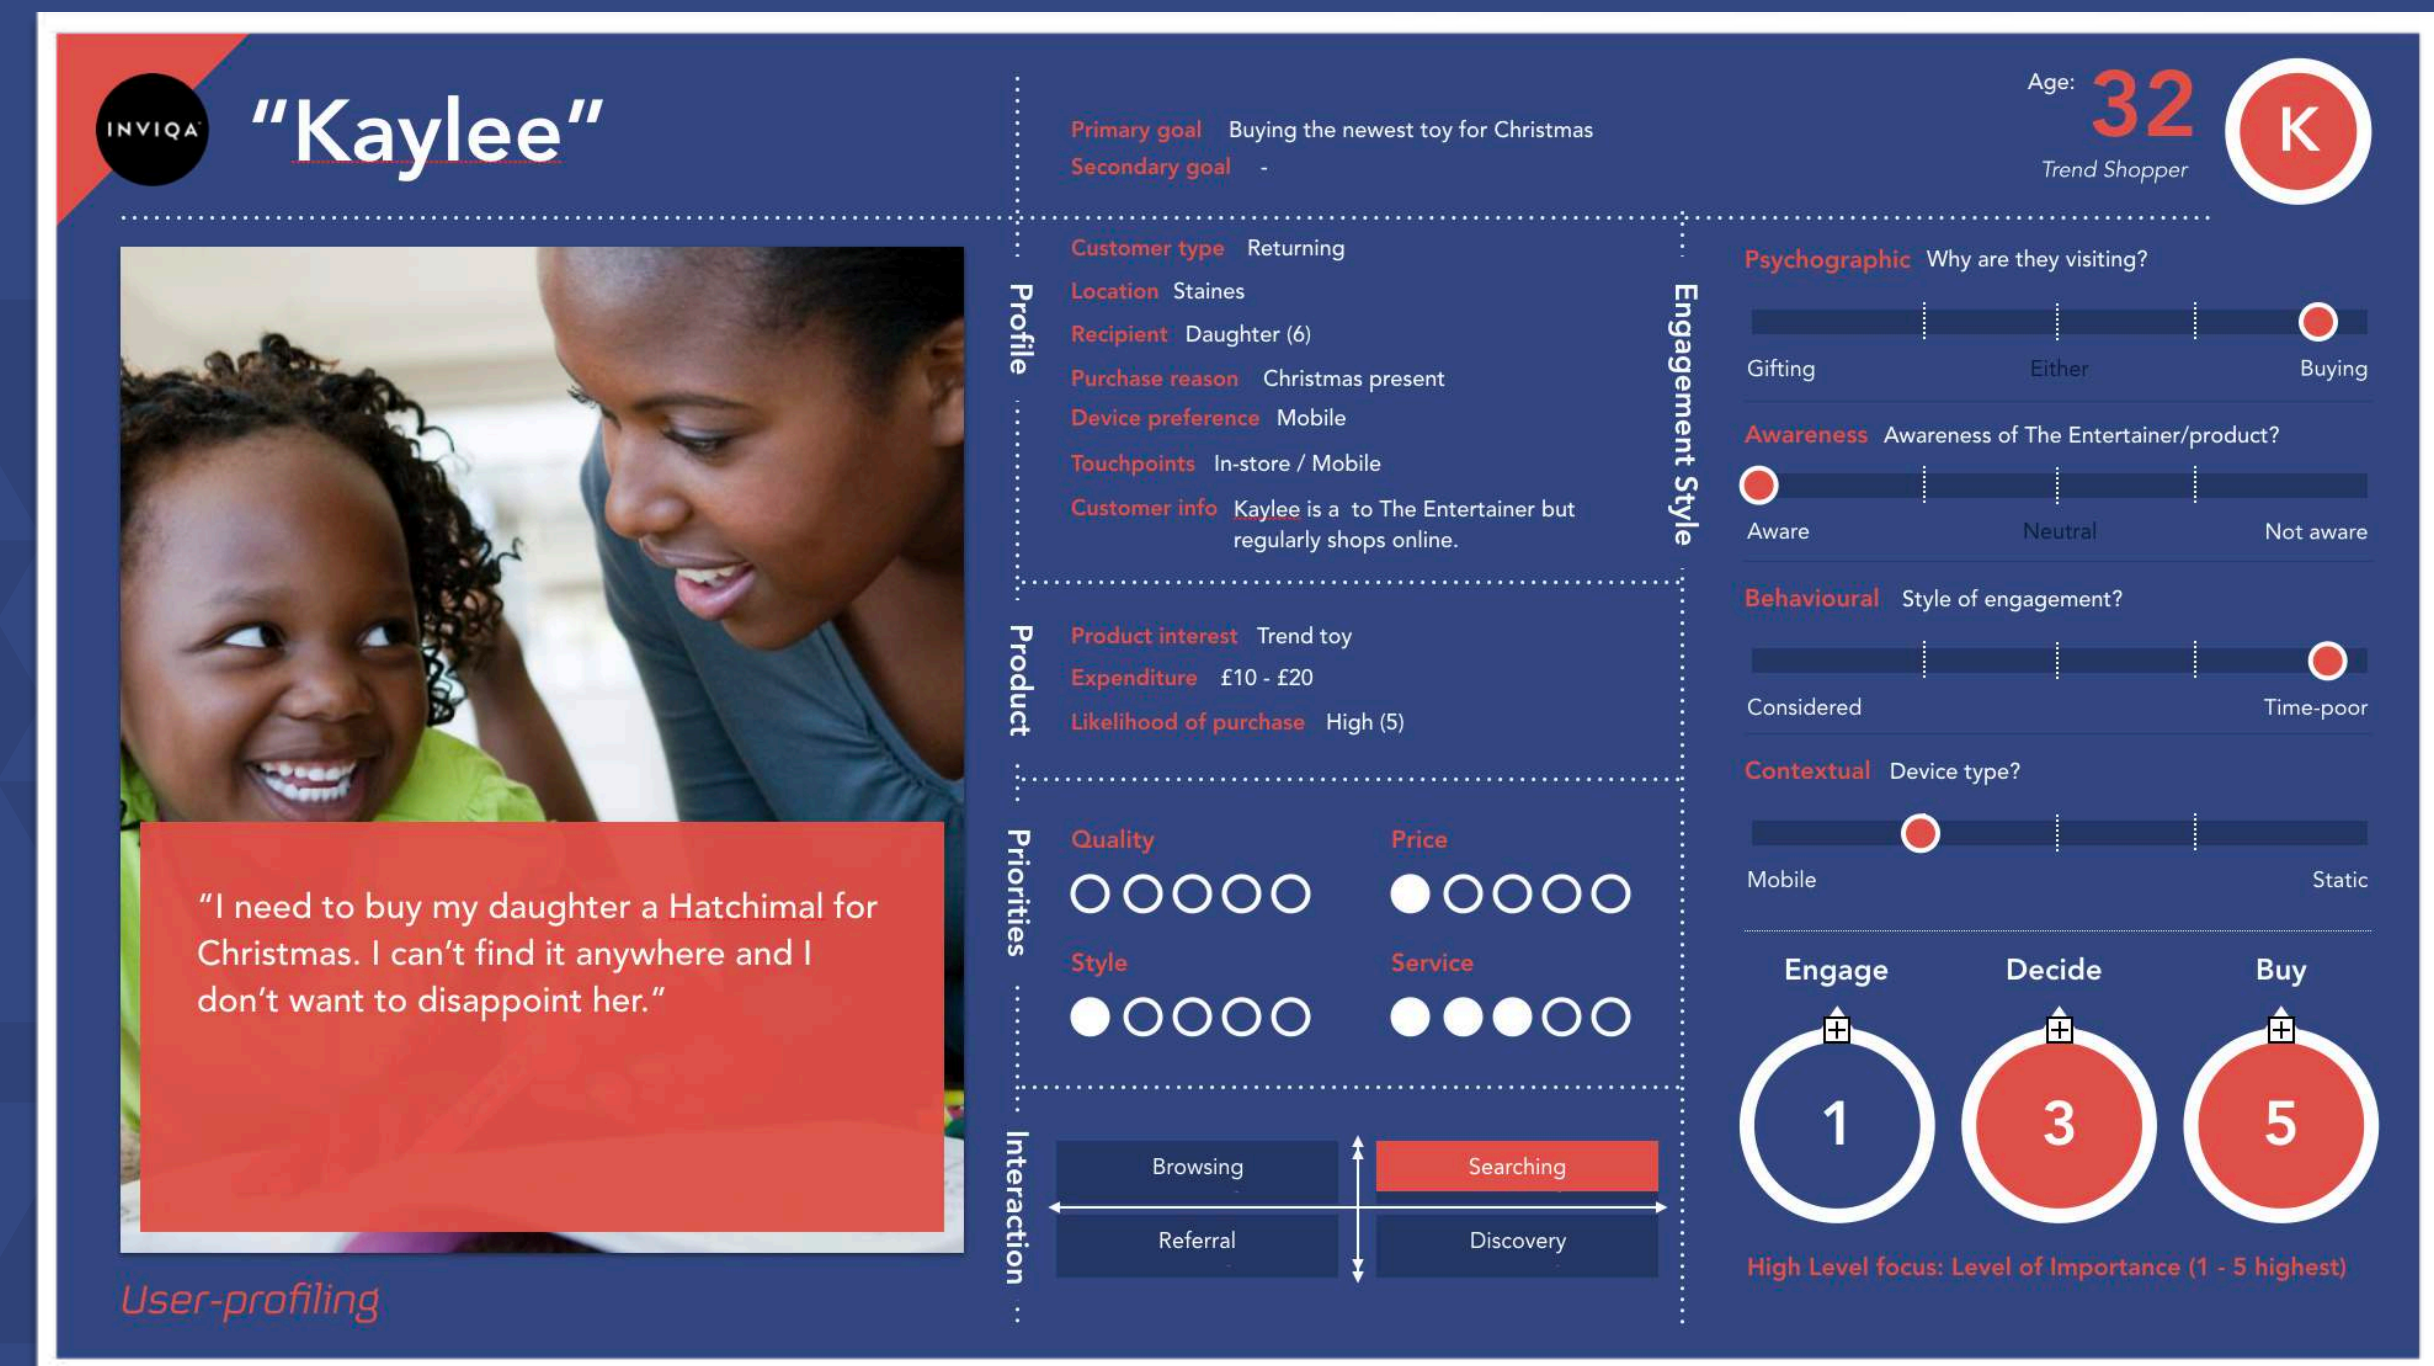 INVIQA
“Kaylee”
Primary goal Buying the newest toy for Christmas
Secondary goal -
Age: 32
Trend Shopper
K
Profile
Customer type Returning
Location Staines
Recipient Daughter (6)
Purchase reason Christmas present
Device preference Mobile
Touchpoints In-store / Mobile
Customer info Kaylee is a to The Entertainer but
regularly shops online.
Product
Product interest Trend toy
Expenditure £10 - £20
Likelihood of purchase High (5)
Priorities
Quality Price
Style Service
Interaction
Browsing Searching
Referral Discovery
Engagement Style
Psychographic Why are they visiting?
Gifting Either Buying
Awareness Awareness of The Entertainer/product?
Aware Neutral Not aware
Behavioural Style of engagement?
Considered Time-poor
Contextual Device type?
Mobile Static
Engage Decide Buy
1 3 5
High Level focus: Level of Importance (1 - 5 highest)
“I need to buy my daughter a Hatchimal for
Christmas. I can’t find it anywhere and I
don’t want to disappoint her.”
User-profiling